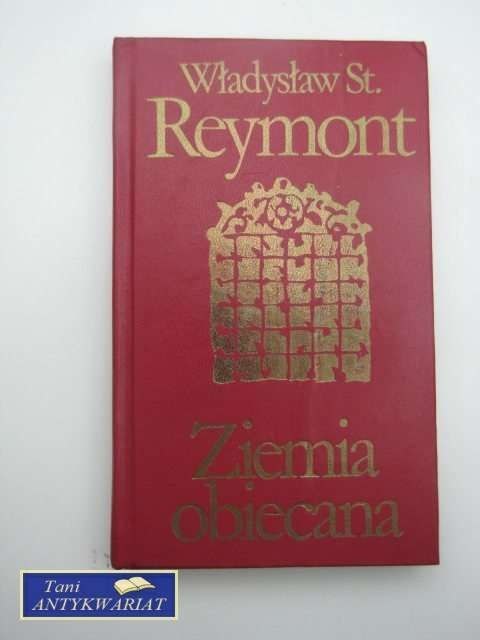 Władysław St.
Reymont
Ziemia
obiecana
Tani
ANTYKWARIAT